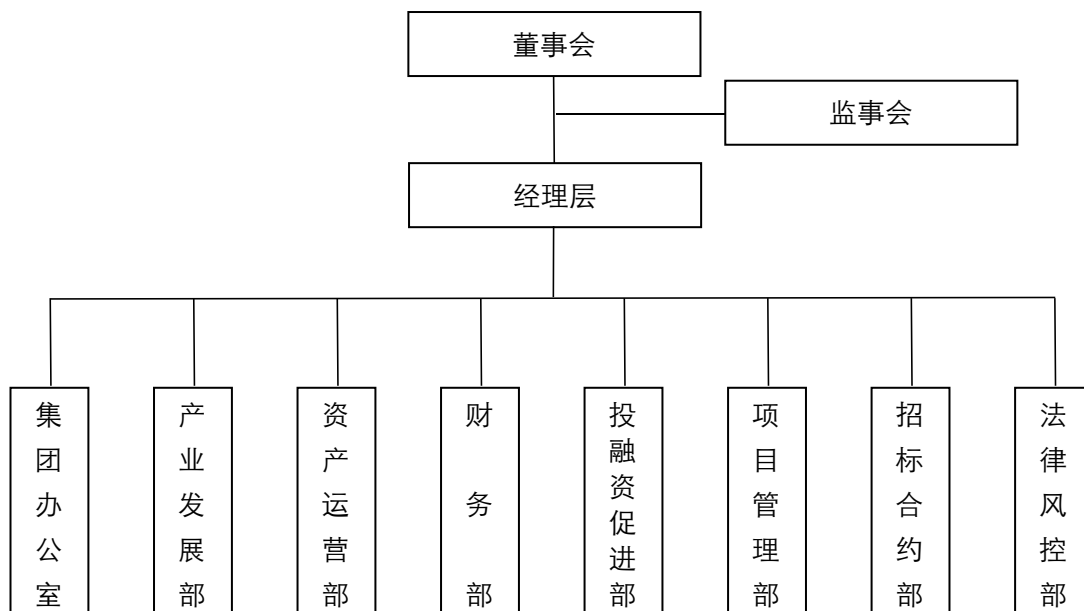 董事会
监事会
经理层
集团办公室
产业发展部
资产运营部
财务部
投融资促进部
项目管理部
招标合约部
法律风控部